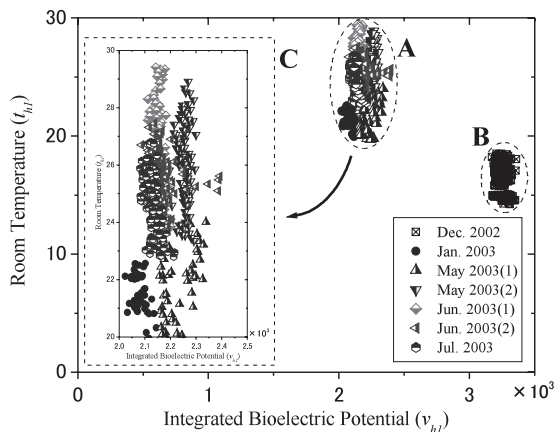 30
20
10
0
Room Temperature (t_h1)
0
1
2
3
×10³
Integrated Bioelectric Potential (v_h1)
A
B
C
Dec. 2002
Jan. 2003
May 2003(1)
May 2003(2)
Jun. 2003(1)
Jun. 2003(2)
Jul. 2003
30
28
26
24
22
20
Room Temperature (t_h1)
2.0
2.1
2.2
2.3
2.4
2.5
×10³
Integrated Bioelectric Potential (v_h1)